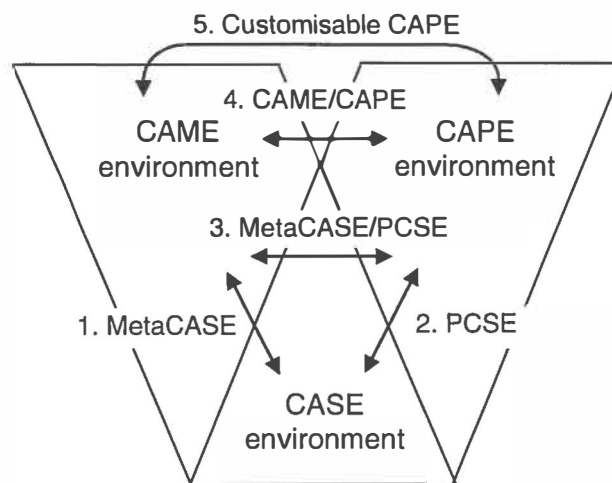 5. Customisable CAPE
4. CAME/CAPE
CAME
environment
CAPE
environment
3. MetaCASE/PCSE
1. MetaCASE
2. PCSE
CASE
environment